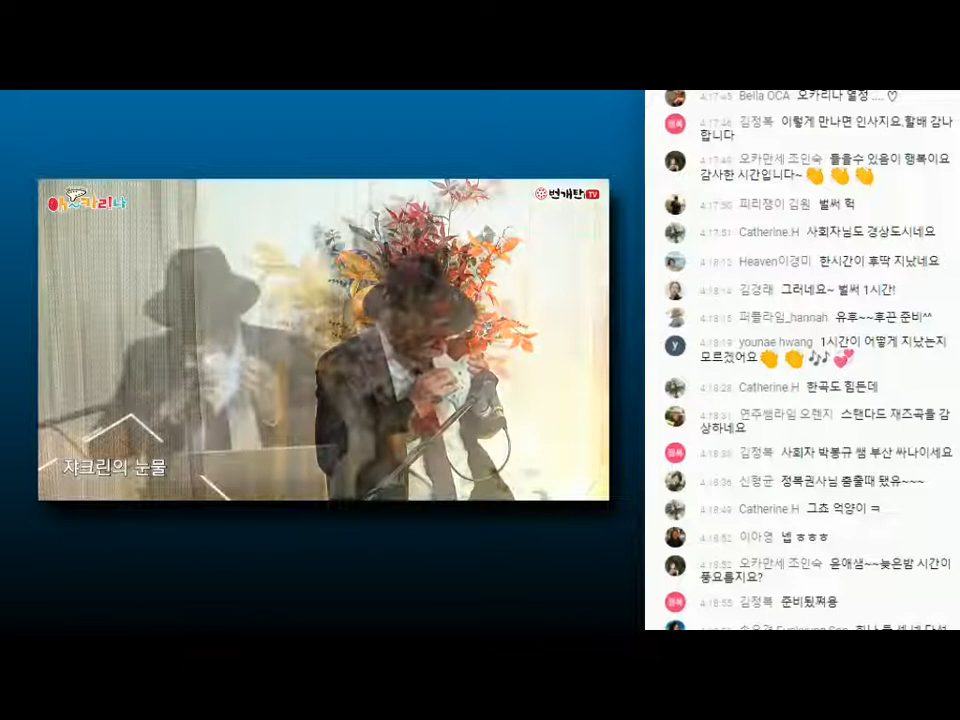 아~카리나
번개탄 TV
쟈크린의 눈물
4:17:45 Bella OCA 오카리나 열정 .... ♡
4:17:46 김정복 이렇게 만나면 인사지요.할배 감나
합니다
4:17:49 오카만세 조인숙 들을수 있음이 행복이요
감사한 시간입니다~ 👏 👏 👏
4:17:50 피리쟁이 김원 벌써 헉
4:17:51 Catherine.H 사회자님도 경상도시네요
4:18:12 Heaven이경미 한시간이 후딱 지났네요
4:18:14 김경래 그러네요~ 벌써 1시간!
4:18:15 퍼플라임_hannah 유후~~후끈 준비^^
4:18:19 younae hwang 1시간이 어떻게 지났는지
모르겠어요👏 👏 🎶 💞
4:18:28 Catherine.H 한곡도 힘든데
4:18:31 연주쌤라임 오렌지 스탠다드 재즈곡을 감
상하네요
4:18:38 김정복 사회자 박봉규 쌤 부산 싸나이세요
4:18:36 신정균 정복권사님 춤출때 됐유~~~
4:18:49 Catherine.H 그쵸 억양이 ㅋ
4:18:52 이아영 넵 ㅎㅎㅎ
4:18:52 오카만세 조인숙 윤애샘~~늦은밤 시간이
풍요롭지요?
4:18:55 김정복 준비됬쪄용